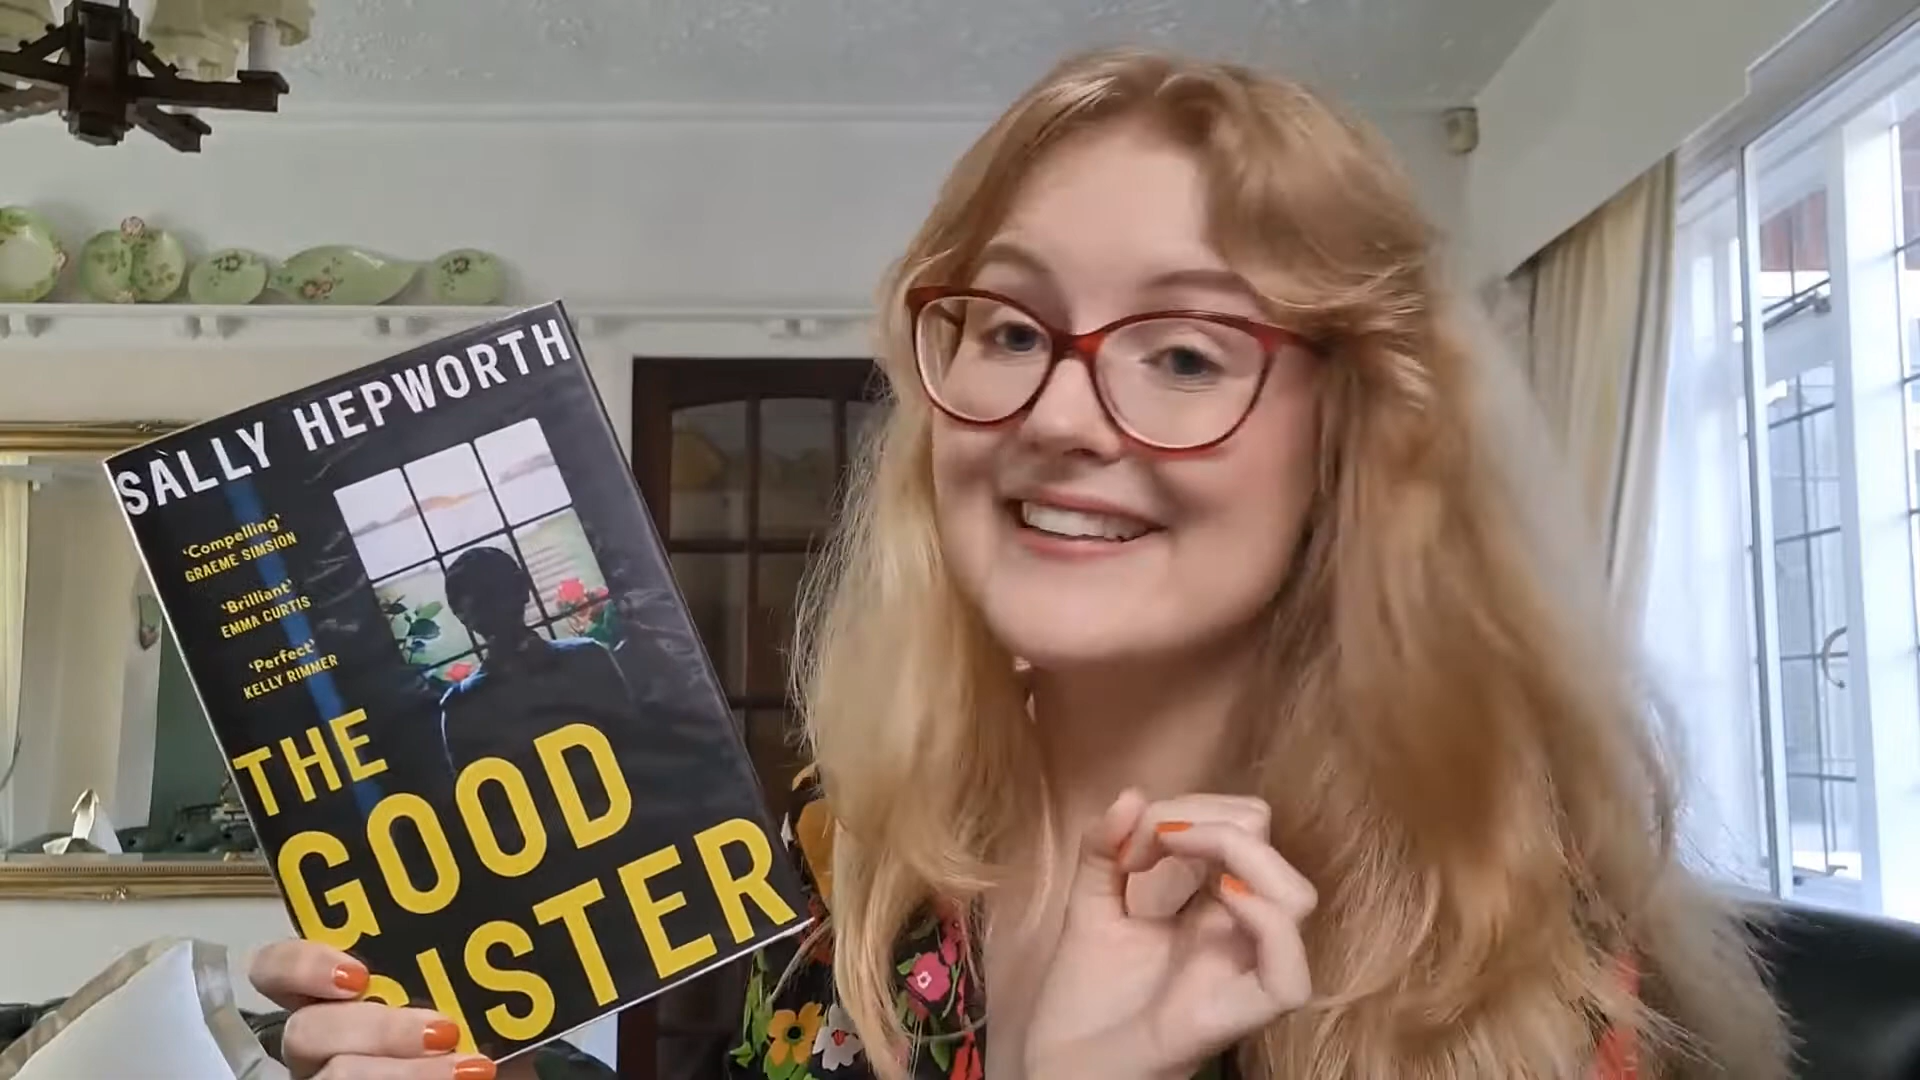 SALLY HEPWORTH
'Compelling'
GRAEME SIMSION
'Brilliant'
EMMA CURTIS
'Perfect'
KELLY RIMMER
THE
GOOD
SISTER